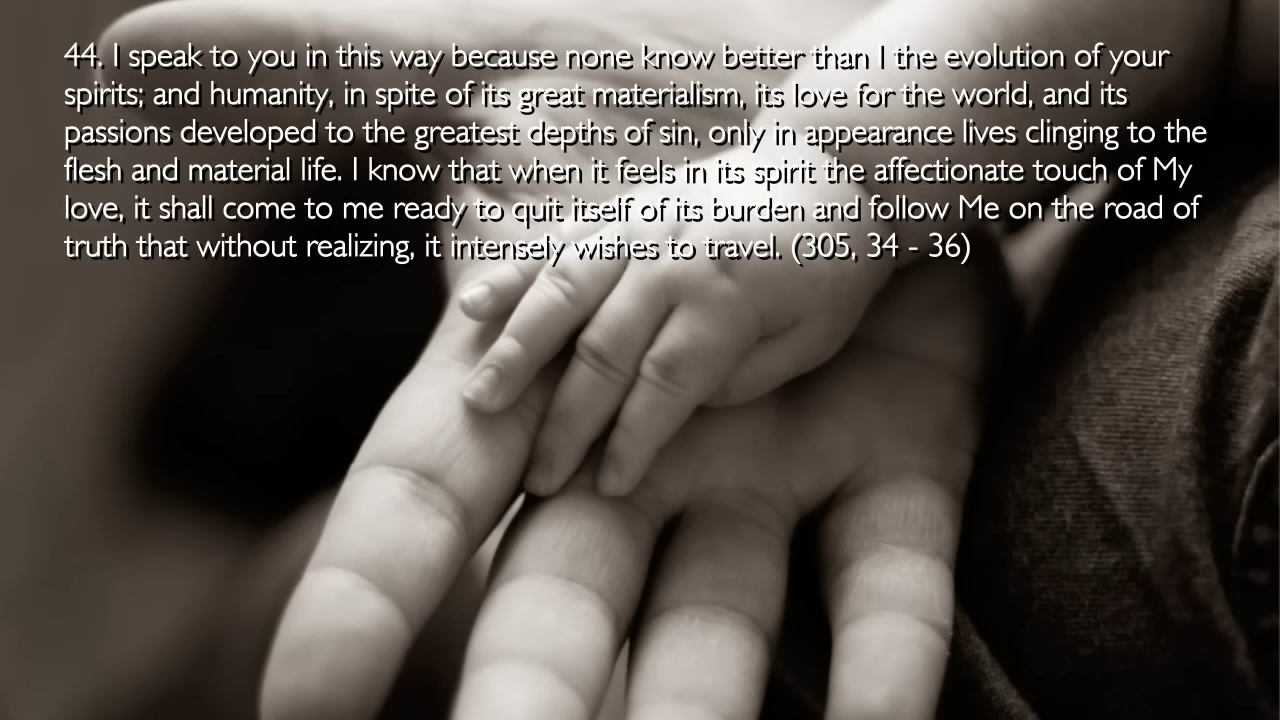 44. I speak to you in this way because none know better than I the evolution of your
spirits; and humanity, in spite of its great materialism, its love for the world, and its
passions developed to the greatest depths of sin, only in appearance lives clinging to the
flesh and material life. I know that when it feels in its spirit the affectionate touch of My
love, it shall come to me ready to quit itself of its burden and follow Me on the road of
truth that without realizing, it intensely wishes to travel. (305, 34 - 36)